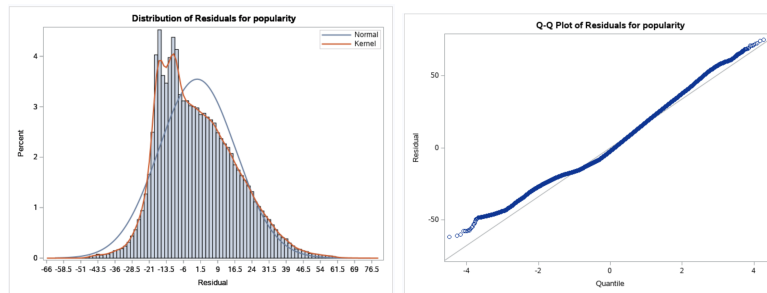 Distribution of Residuals for popularity
Normal
Kernel
4
3
2
1
0
Percent
-66 -58.5 -51 -43.5 -36 -28.5 -21 -13.5 -6 1.5 9 16.5 24 31.5 39 46.5 54 61.5 69 76.5
Residual
Q-Q Plot of Residuals for popularity
50
0
-50
Residual
-4 -2 0 2 4
Quantile